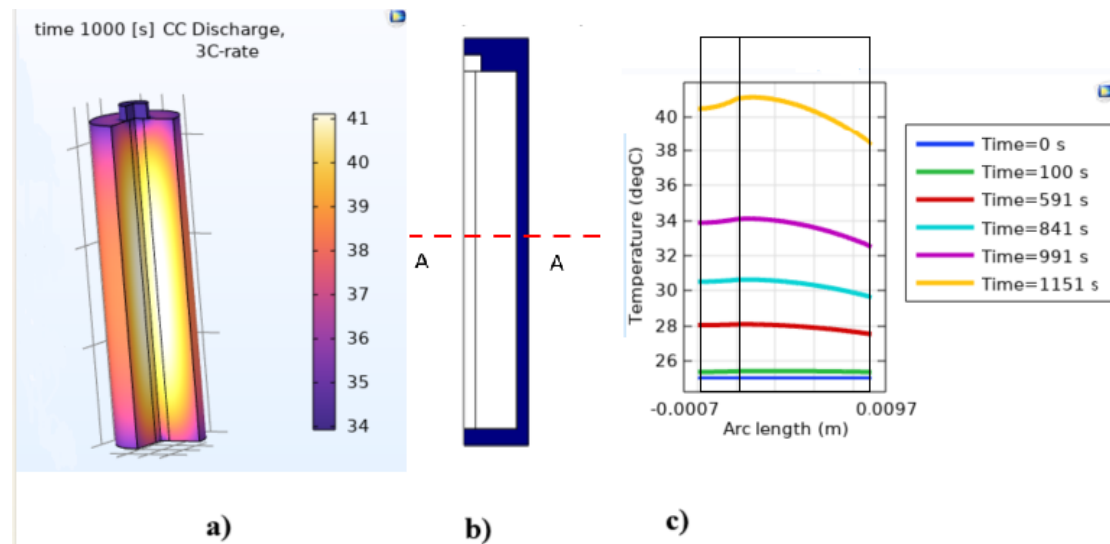 time 1000 [s] CC Discharge,
3C-rate
41
40
39
38
37
36
35
34
a)
A
A
b)
Temperature (degC)
40
38
36
34
32
30
28
26
-0.0007
0.0097
Arc length (m)
Time=0 s
Time=100 s
Time=591 s
Time=841 s
Time=991 s
Time=1151 s
c)